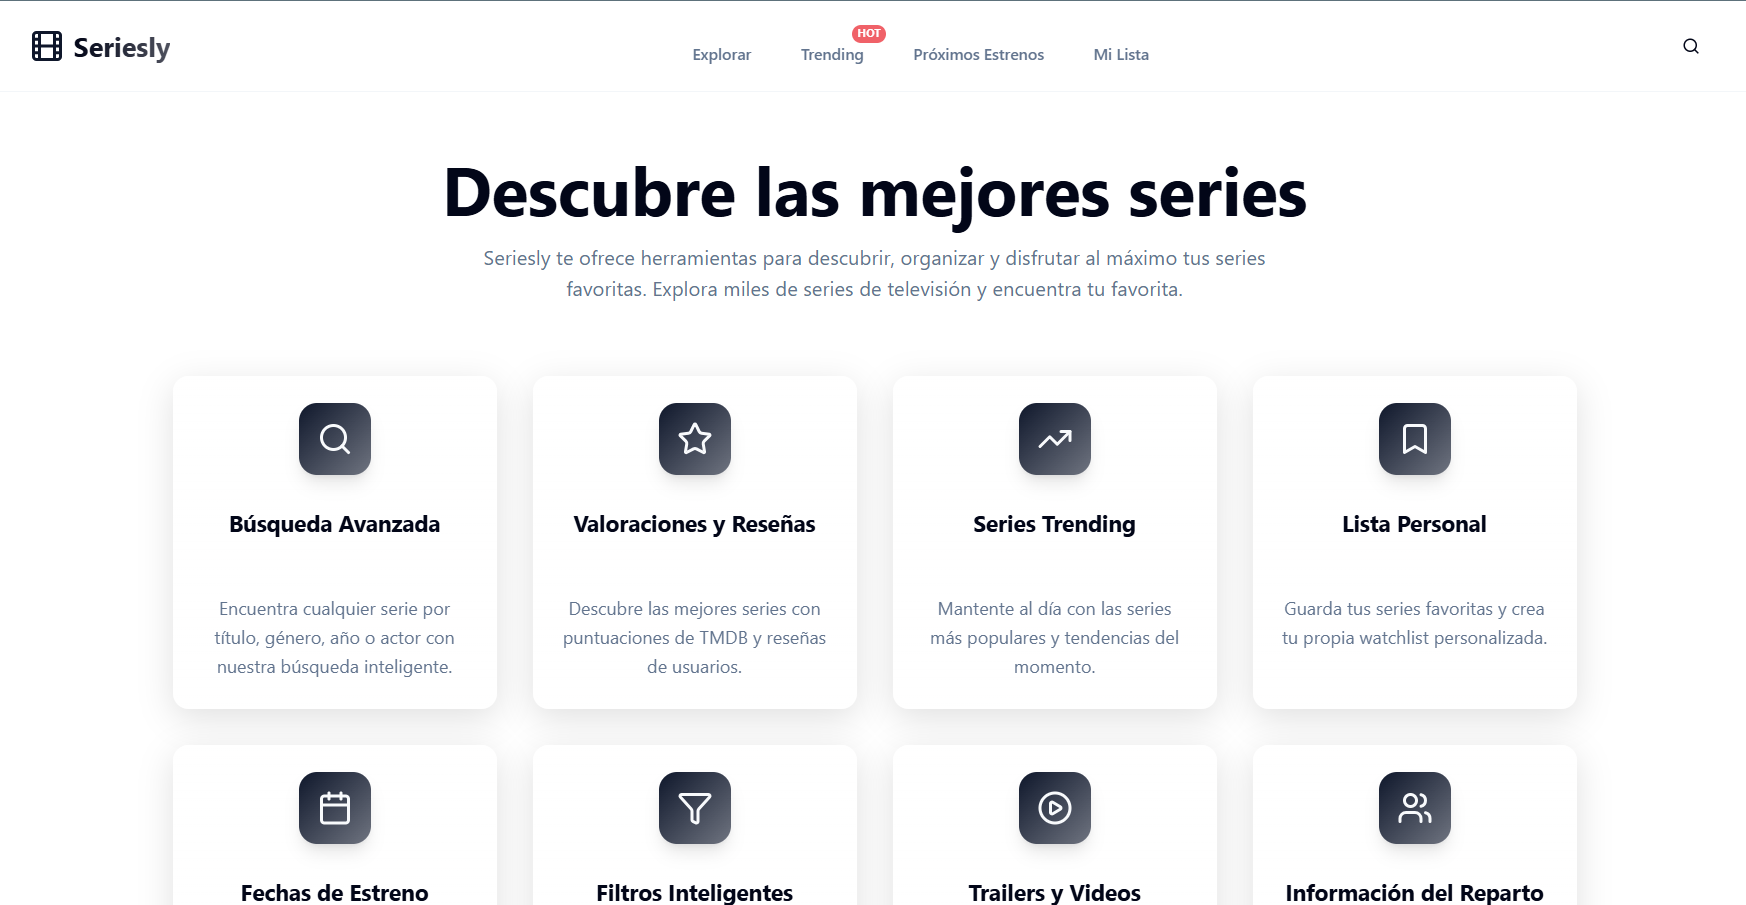 Seriesly
HOT
Explorar
Trending
Próximos Estrenos
Mi Lista
Descubre las mejores series
Seriesly te ofrece herramientas para descubrir, organizar y disfrutar al máximo tus series
favoritas. Explora miles de series de televisión y encuentra tu favorita.
Búsqueda Avanzada
Encuentra cualquier serie por
título, género, año o actor con
nuestra búsqueda inteligente.
Valoraciones y Reseñas
Descubre las mejores series con
puntuaciones de TMDB y reseñas
de usuarios.
Series Trending
Mantente al día con las series
más populares y tendencias del
momento.
Lista Personal
Guarda tus series favoritas y crea
tu propia watchlist personalizada.
Fechas de Estreno
Filtros Inteligentes
Trailers y Videos
Información del Reparto